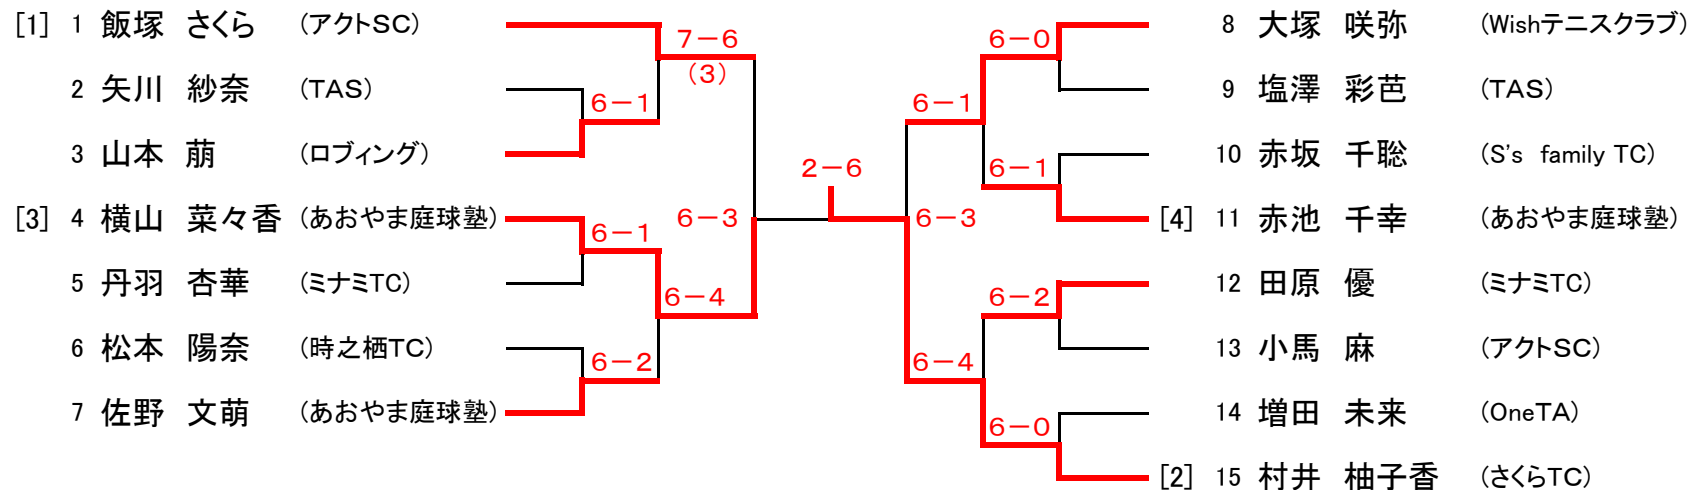 [1] 1 飯塚 さくら (アクトSC)
7-6
(3)
2 矢川 紗奈 (TAS)
6-1
3 山本 萠 (ロブィング)
[3] 4 横山 菜々香 (あおやま庭球塾)
6-1
6-3
5 丹羽 杏華 (ミナミTC)
6-4
6 松本 陽奈 (時之栖TC)
6-2
7 佐野 文萌 (あおやま庭球塾)
2-6
8 大塚 咲弥 (Wishテニスクラブ)
6-0
9 塩澤 彩芭 (TAS)
6-1
10 赤坂 千聡 (S's family TC)
6-1
[4] 11 赤池 千幸 (あおやま庭球塾)
6-3
12 田原 優 (ミナミTC)
6-2
13 小馬 麻 (アクトSC)
6-4
14 増田 未来 (OneTA)
6-0
[2] 15 村井 柚子香 (さくらTC)